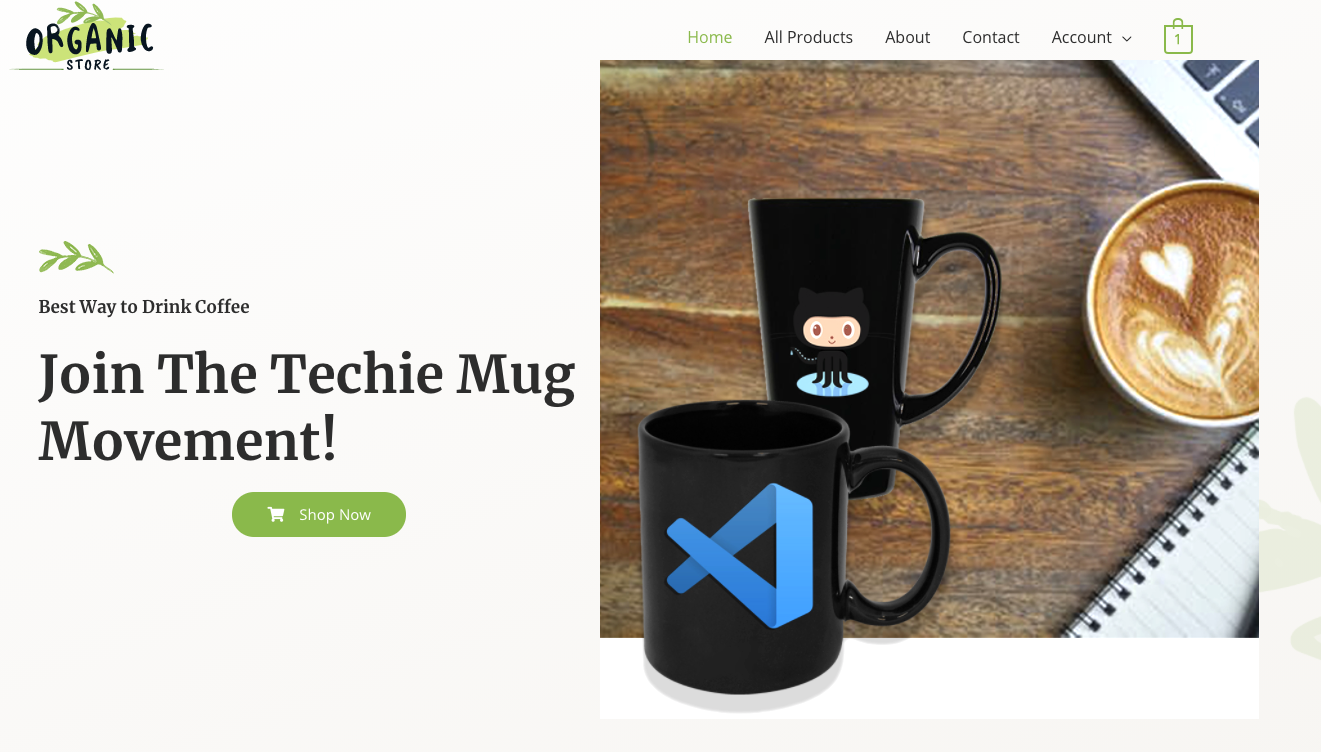 ORGANIC
STORE
Home All Products About Contact Account 1
Best Way to Drink Coffee
Join The Techie Mug
Movement!
Shop Now